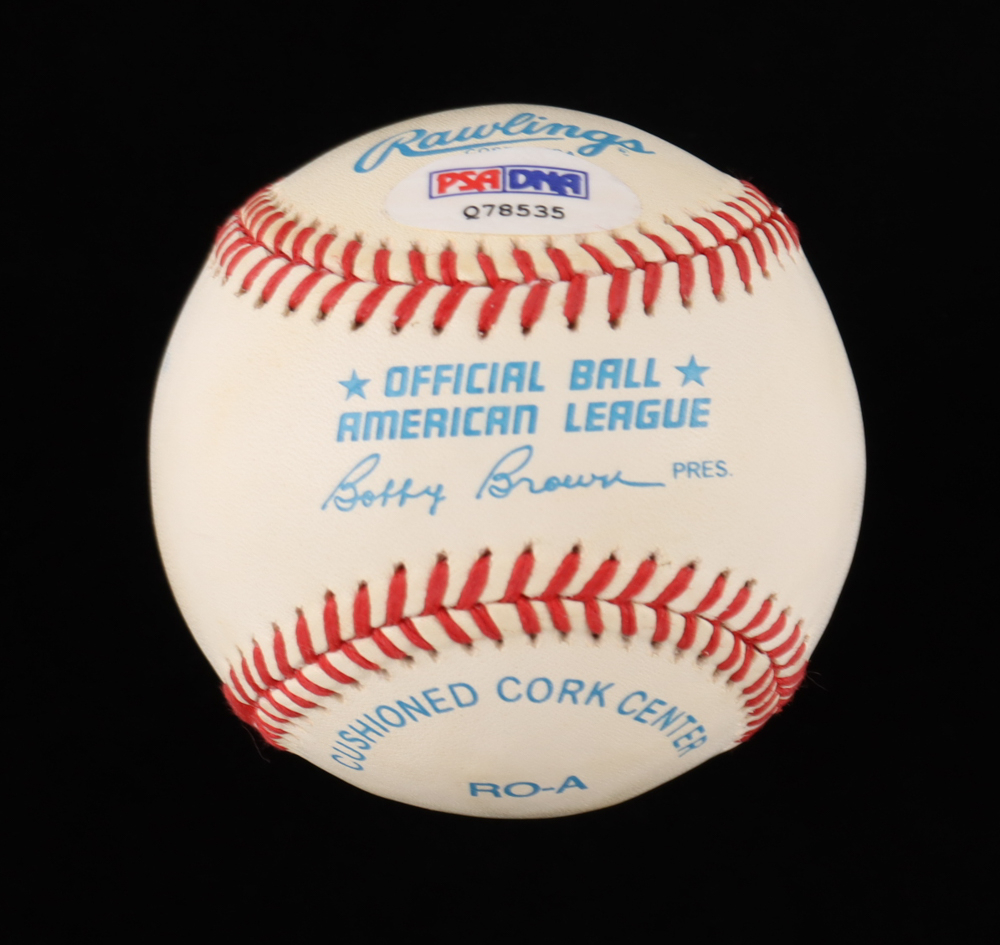 Rawlings
PSA DNA
Q78535
★ OFFICIAL BALL ★
AMERICAN LEAGUE
Bobby Brown PRES.
CUSHIONED CORK CENTER
RO-A